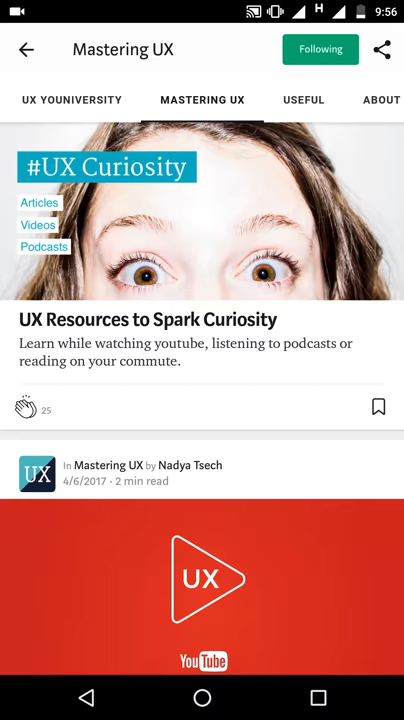 H 9:56
Mastering UX
Following
UX YOUNIVERSITY MASTERING UX USEFUL ABOUT
#UX Curiosity
Articles
Videos
Podcasts
UX Resources to Spark Curiosity
Learn while watching youtube, listening to podcasts or
reading on your commute.
25
UX
In Mastering UX by Nadya Tsech
4/6/2017 · 2 min read
UX
YouTube